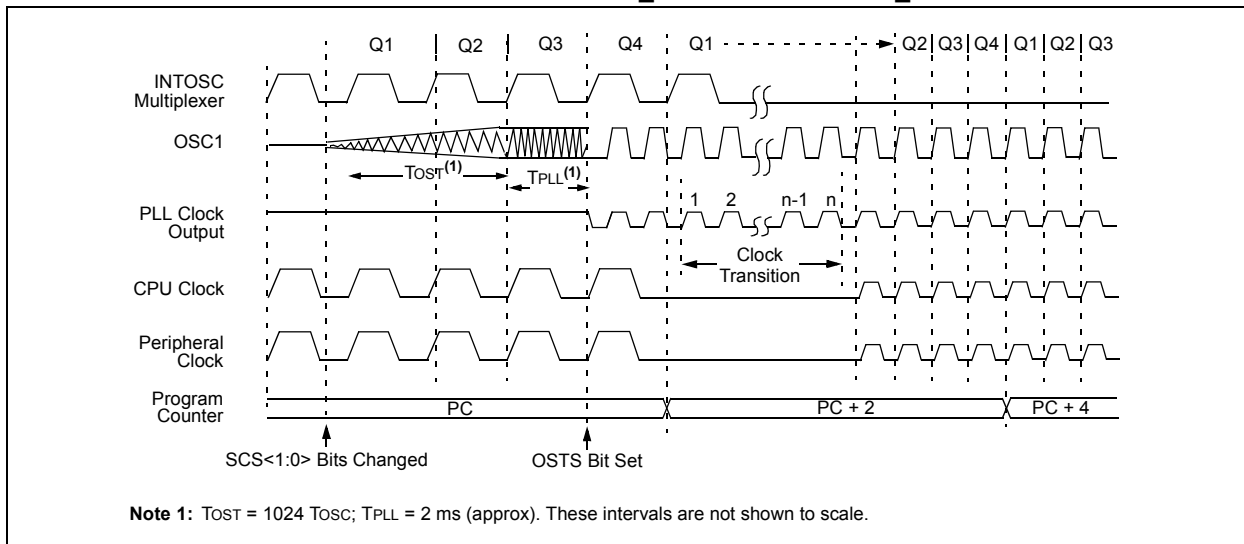 Q1 Q2 Q3 Q4 Q1 Q2 Q3 Q4 Q1 Q2 Q3
INTOSC
Multiplexer
OSC1
TOST(1) TPLL(1)
1 2 n-1 n
PLL Clock
Output
Clock
Transition
CPU Clock
Peripheral
Clock
Program
Counter
PC PC + 2 PC + 4
SCS<1:0> Bits Changed OSTS Bit Set
Note 1: TOST = 1024 TOSC; TPLL = 2 ms (approx). These intervals are not shown to scale.